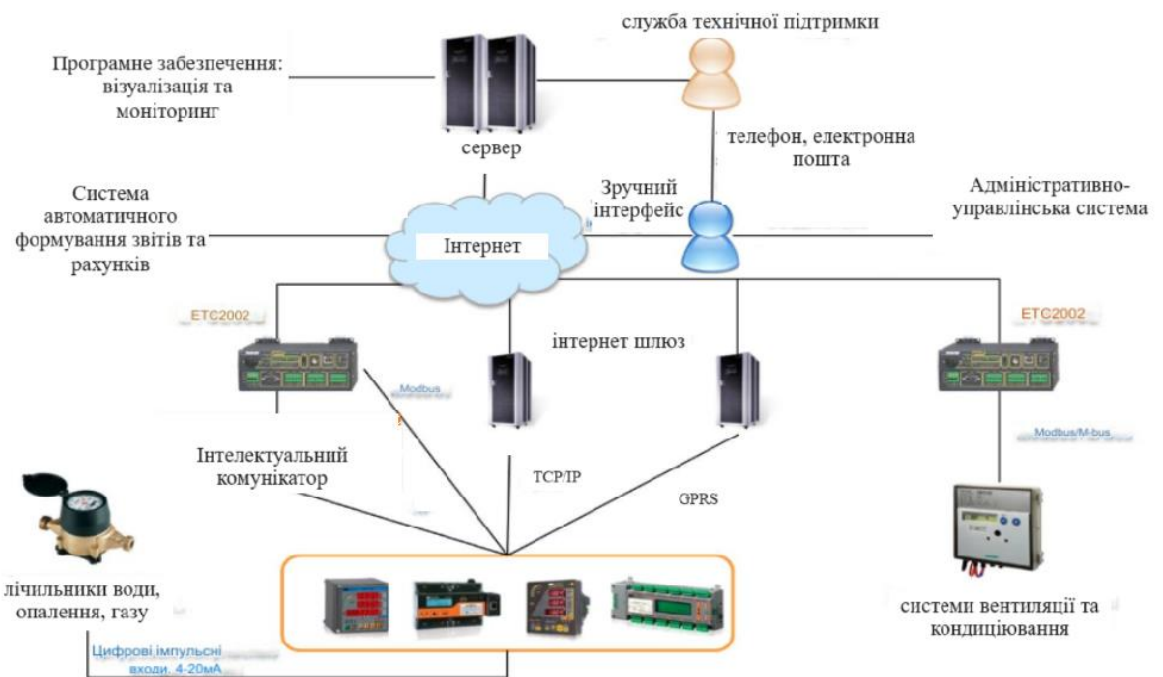 служба технічної підтримки
Програмне забезпечення:
візуалізація та
моніторинг
сервер
телефон, електронна
пошта
Система
автоматичного
формування звітів та
рахунків
Інтернет
Зручний
інтерфейс
Адміністративно-
управлінська система
ETC2002
інтернет шлюз
ETC2002
Modbus
Modbus/M-bus
Інтелектуальний
комунікатор
TCP/IP
GPRS
лічильники води,
опалення, газу
системи вентиляції та
кондиціювання
Цифрові імпульсні
входи, 4-20мА